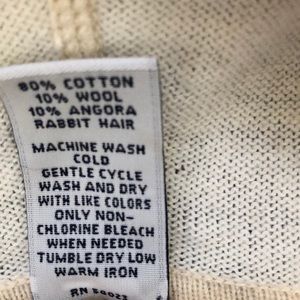 80% COTTON
10% WOOL
10% ANGORA
RABBIT HAIR
MACHINE WASH
COLD
GENTLE CYCLE
WASH AND DRY
WITH LIKE COLORS
ONLY NON-
CHLORINE BLEACH
WHEN NEEDED
TUMBLE DRY LOW
WARM IRON
RN